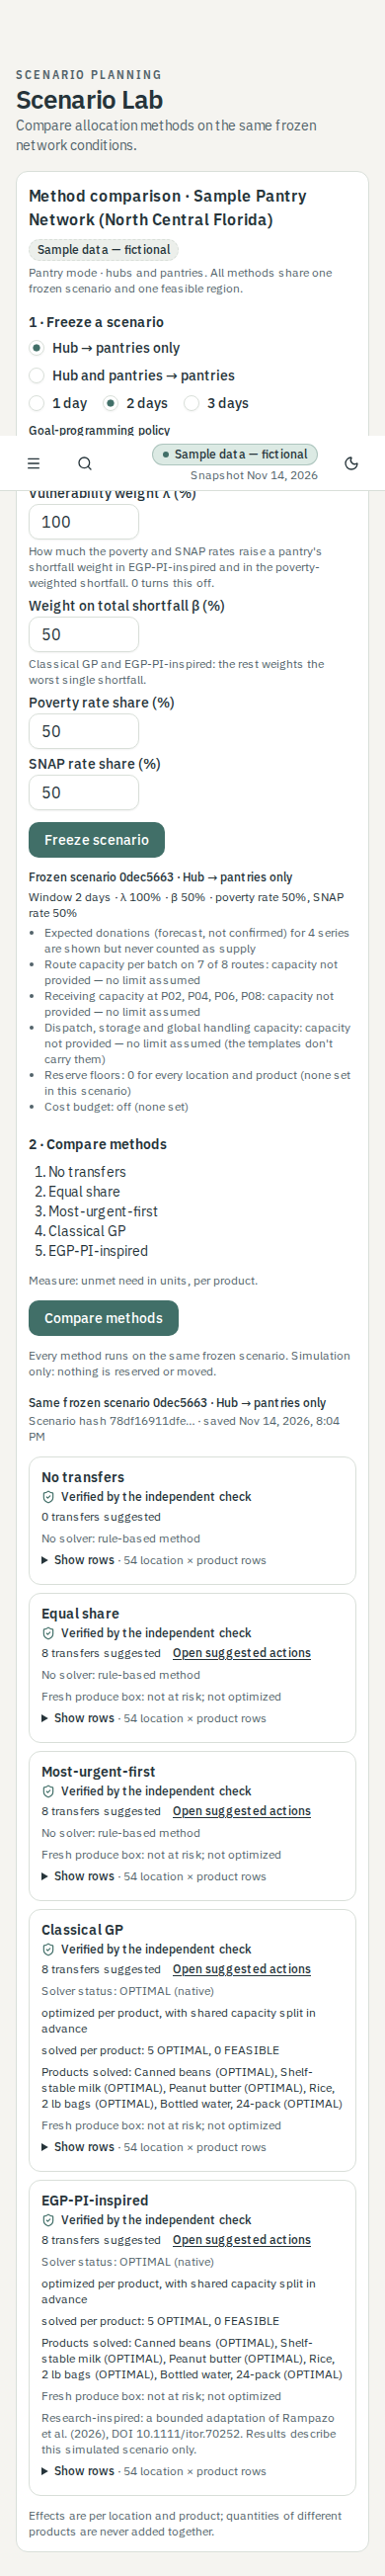 SCENARIO PLANNING
Scenario Lab
Compare allocation methods on the same frozen
network conditions.
Method comparison · Sample Pantry
Network (North Central Florida)
Sample data — fictional
Pantry mode · hubs and pantries. All methods share one
frozen scenario and one feasible region.
1 · Freeze a scenario
Hub → pantries only
Hub and pantries → pantries
1 day 2 days 3 days
Goal-programming policy
Sample data — fictional
Snapshot Nov 14, 2026
Vulnerability weight λ (%)
100
How much the poverty and SNAP rates raise a pantry's
shortfall weight in EGP-PI-inspired and in the poverty-
weighted shortfall. 0 turns this off.
Weight on total shortfall β (%)
50
Classical GP and EGP-PI-inspired: the rest weights the
worst single shortfall.
Poverty rate share (%)
50
SNAP rate share (%)
50
Freeze scenario
Frozen scenario 0dec5663 · Hub → pantries only
Window 2 days · λ 100% · β 50% · poverty rate 50%, SNAP
rate 50%
• Expected donations (forecast, not confirmed) for 4 series
are shown but never counted as supply
• Route capacity per batch on 7 of 8 routes: capacity not
provided — no limit assumed
• Receiving capacity at P02, P04, P06, P08: capacity not
provided — no limit assumed
• Dispatch, storage and global handling capacity: capacity
not provided — no limit assumed (the templates don't
carry them)
• Reserve floors: 0 for every location and product (none set
in this scenario)
• Cost budget: off (none set)
2 · Compare methods
1. No transfers
2. Equal share
3. Most-urgent-first
4. Classical GP
5. EGP-PI-inspired
Measure: unmet need in units, per product.
Compare methods
Every method runs on the same frozen scenario. Simulation
only: nothing is reserved or moved.
Same frozen scenario 0dec5663 · Hub → pantries only
Scenario hash 78df16911dfe… · saved Nov 14, 2026, 8:04
PM
No transfers
Verified by the independent check
0 transfers suggested
No solver: rule-based method
Show rows · 54 location × product rows
Equal share
Verified by the independent check
8 transfers suggested Open suggested actions
No solver: rule-based method
Fresh produce box: not at risk; not optimized
Show rows · 54 location × product rows
Most-urgent-first
Verified by the independent check
8 transfers suggested Open suggested actions
No solver: rule-based method
Fresh produce box: not at risk; not optimized
Show rows · 54 location × product rows
Classical GP
Verified by the independent check
8 transfers suggested Open suggested actions
Solver status: OPTIMAL (native)
optimized per product, with shared capacity split in
advance
solved per product: 5 OPTIMAL, 0 FEASIBLE
Products solved: Canned beans (OPTIMAL), Shelf-
stable milk (OPTIMAL), Peanut butter (OPTIMAL), Rice,
2 lb bags (OPTIMAL), Bottled water, 24-pack (OPTIMAL)
Fresh produce box: not at risk; not optimized
Show rows · 54 location × product rows
EGP-PI-inspired
Verified by the independent check
8 transfers suggested Open suggested actions
Solver status: OPTIMAL (native)
optimized per product, with shared capacity split in
advance
solved per product: 5 OPTIMAL, 0 FEASIBLE
Products solved: Canned beans (OPTIMAL), Shelf-
stable milk (OPTIMAL), Peanut butter (OPTIMAL), Rice,
2 lb bags (OPTIMAL), Bottled water, 24-pack (OPTIMAL)
Fresh produce box: not at risk; not optimized
Research-inspired: a bounded adaptation of Rampazo
et al. (2026), DOI 10.1111/itor.70252. Results describe
this simulated scenario only.
Show rows · 54 location × product rows
Effects are per location and product; quantities of different
products are never added together.